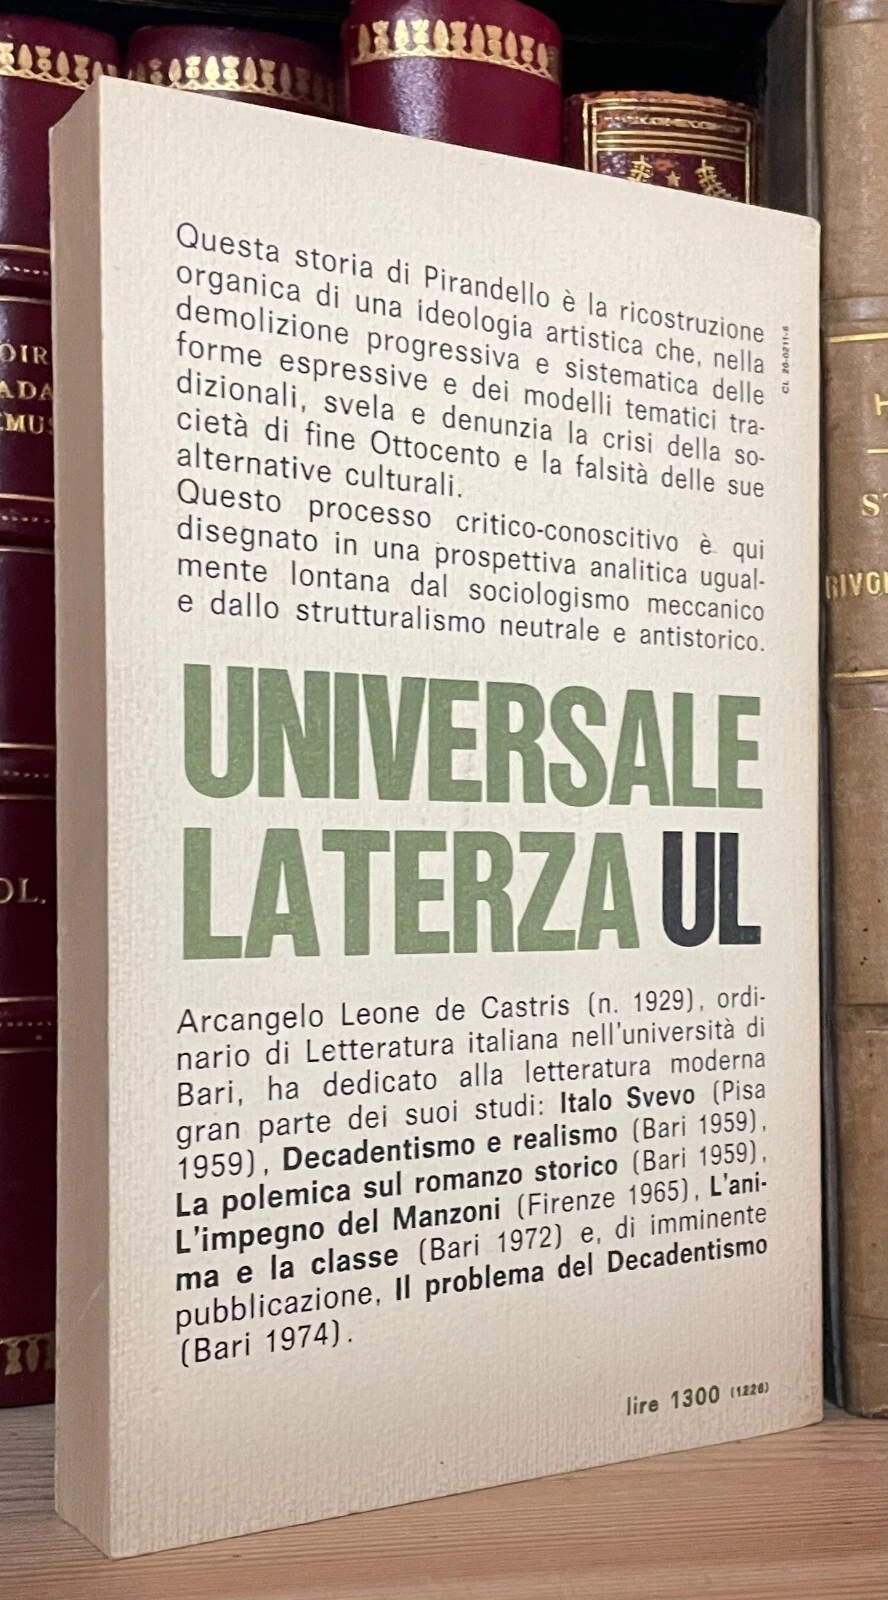 Questa storia di Pirandello è la ricostruzione
organica di una ideologia artistica che, nella
demolizione progressiva e sistematica delle
forme espressive e dei modelli tematici tra-
dizionali, svela e denunzia la crisi della so-
cietà di fine Ottocento e la falsità delle sue
alternative culturali.
Questo processo critico-conoscitivo è qui
disegnato in una prospettiva analitica ugual-
mente lontana dal sociologismo meccanico
e dallo strutturalismo neutrale e antistorico.
CL 20-0211-8
UNIVERSALE
LATERZA UL
Arcangelo Leone de Castris (n. 1929), ordi-
nario di Letteratura italiana nell'università di
Bari, ha dedicato alla letteratura moderna
gran parte dei suoi studi: Italo Svevo (Pisa
1959), Decadentismo e realismo (Bari 1959),
La polemica sul romanzo storico (Bari 1959),
L'impegno del Manzoni (Firenze 1965), L'ani-
ma e la classe (Bari 1972) e, di imminente
pubblicazione, Il problema del Decadentismo
(Bari 1974).
lire 1300 (1226)
OL.